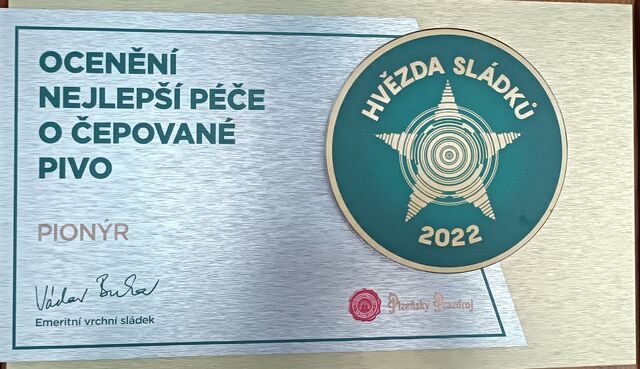 OCENĚNÍ
NEJLEPŠÍ PÉČE
O ČEPOVANÉ
PIVO
PIONÝR
Emeritní vrchní sládek
HVĚZDA SLÁDKŮ
2022
Plzeňský Prazdroj